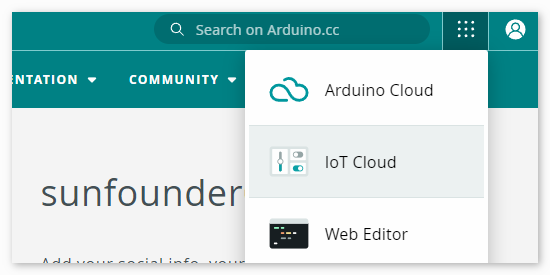 Search on Arduino.cc
ENTATION COMMUNITY
Arduino Cloud
IoT Cloud
Web Editor
sunfounder
Add your social info, your